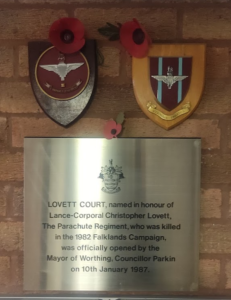 LOVETT COURT, named in honour of
Lance-Corporal Christopher Lovett,
The Parachute Regiment, who was killed
in the 1982 Falklands Campaign,
was officially opened by the
Mayor of Worthing, Councillor Parkin
on 10th January 1987.